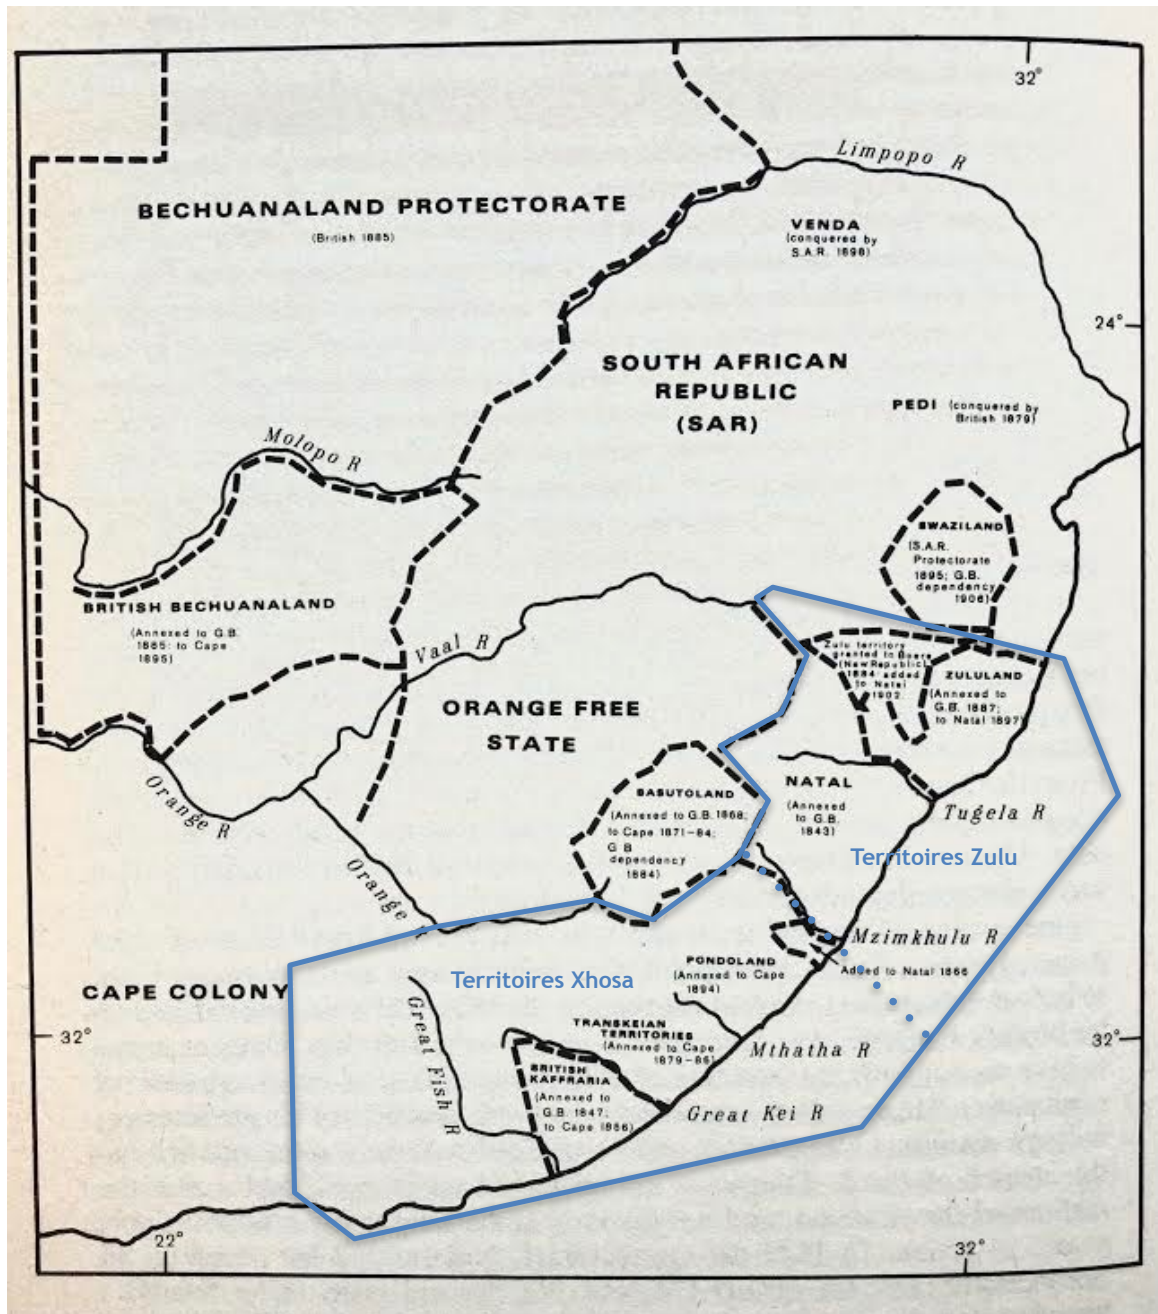 32°
Limpopo R
BECHUANALAND PROTECTORATE
(British 1885)
VENDA
(conquered by
S.A.R. 1898)
24°
SOUTH AFRICAN
REPUBLIC
(SAR)
PEDI (conquered by
British 1879)
Molopo R
SWAZILAND
(S.A.R.
Protectorate
1895; G.B.
dependency
1906)
BRITISH BECHUANALAND
(Annexed to G.B.
1885; to Cape
1895)
Vaal R
Zulu territory
granted to Boers
(New Republic)
1884 added
to Natal
1902
ZULULAND
(Annexed to
G.B. 1887;
to Natal 1897)
ORANGE FREE
STATE
Orange R
BASUTOLAND
(Annexed to G.B. 1868;
to Cape 1871-84;
G B
dependency
1884)
NATAL
(Annexed
to G.B.
1843)
Tugela R
Territoires Zulu
Orange
Mzimkhulu R
Added to Natal 1866
PONDOLAND
(Annexed to Cape
1894)
Territoires Xhosa
CAPE COLONY
Great Fish R
TRANSKEIAN
TERRITORIES
(Annexed to Cape
1879-86)
32°
32°
Mthatha R
BRITISH
KAFFRARIA
(Annexed to
G.B. 1847;
to Cape 1866)
Great Kei R
22°
32°